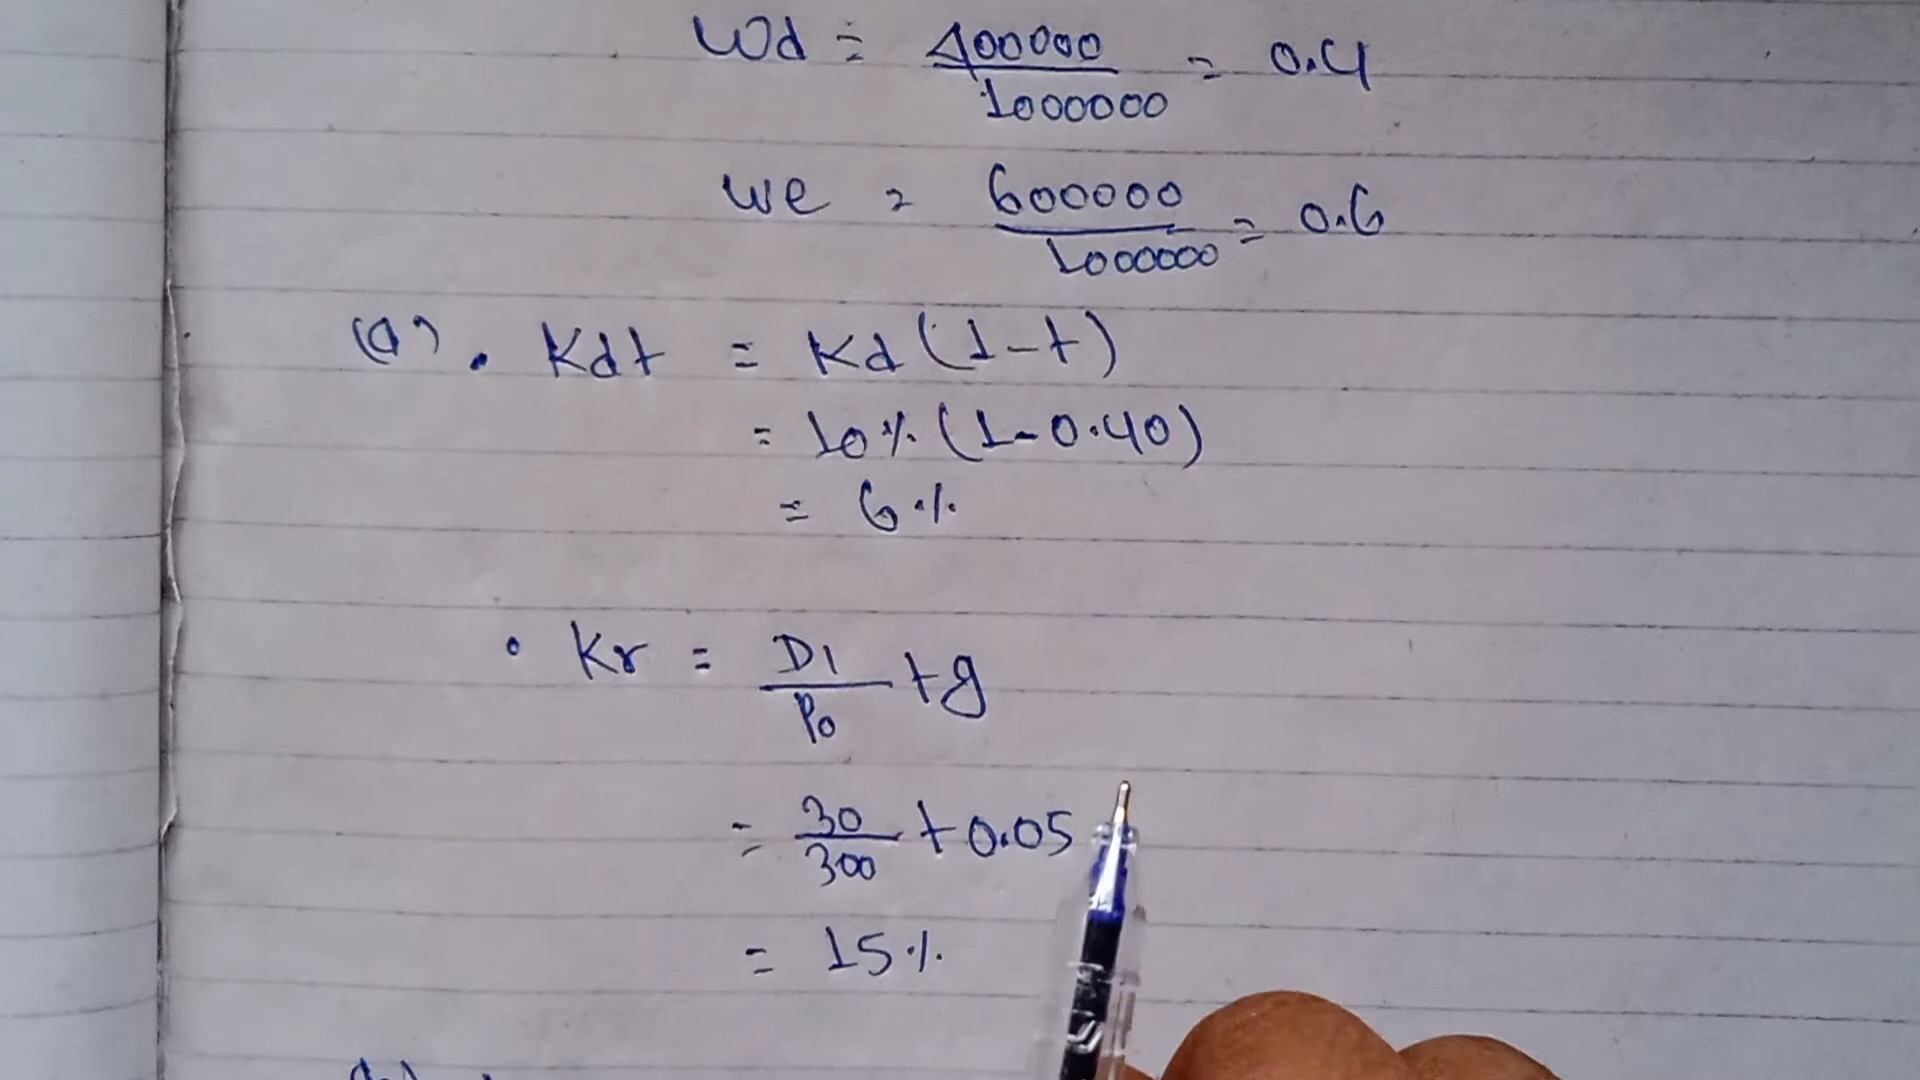 Wd = 400000 / 1000000 = 0.4
We = 600000 / 1000000 = 0.6
(a) . Kdt = Kd (1-t)
= 10% (1-0.40)
= 6%
• Kr = D1 / P0 + g
= 30 / 300 + 0.05
= 15%